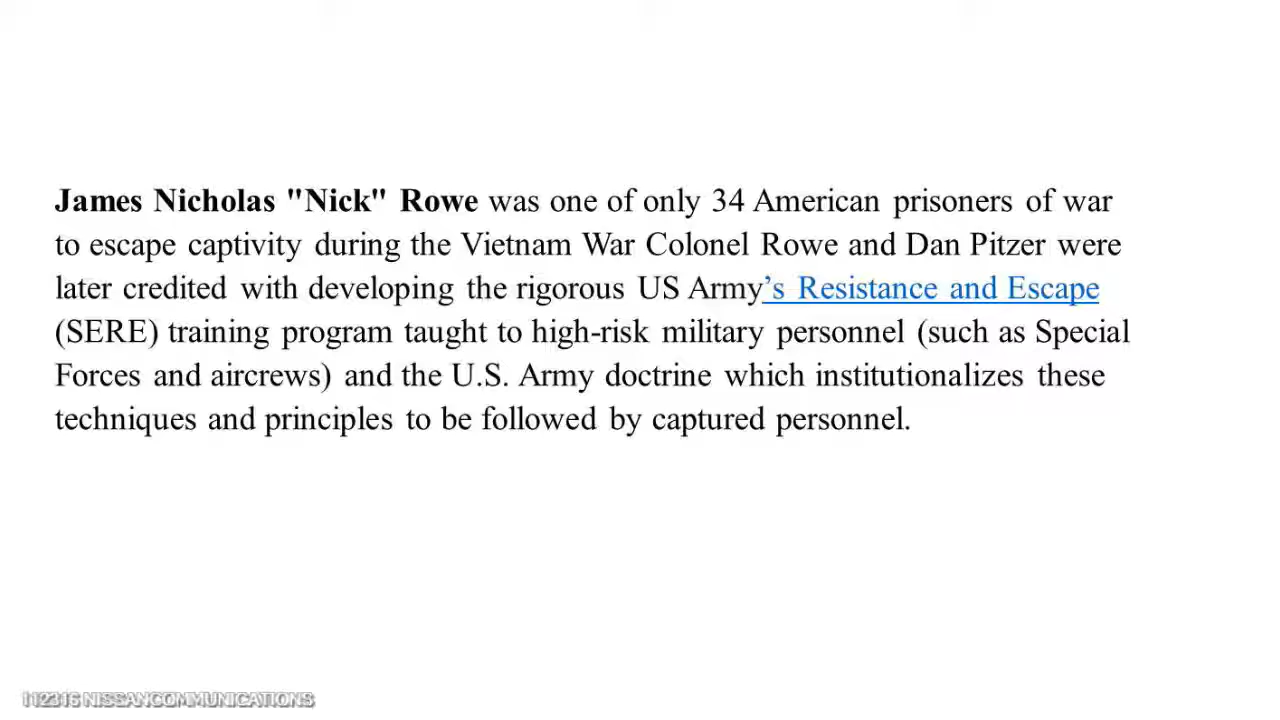 James Nicholas "Nick" Rowe was one of only 34 American prisoners of war
to escape captivity during the Vietnam War Colonel Rowe and Dan Pitzer were
later credited with developing the rigorous US Army’s Resistance and Escape
(SERE) training program taught to high-risk military personnel (such as Special
Forces and aircrews) and the U.S. Army doctrine which institutionalizes these
techniques and principles to be followed by captured personnel.
112316 NISSANCOMMUNICATIONS